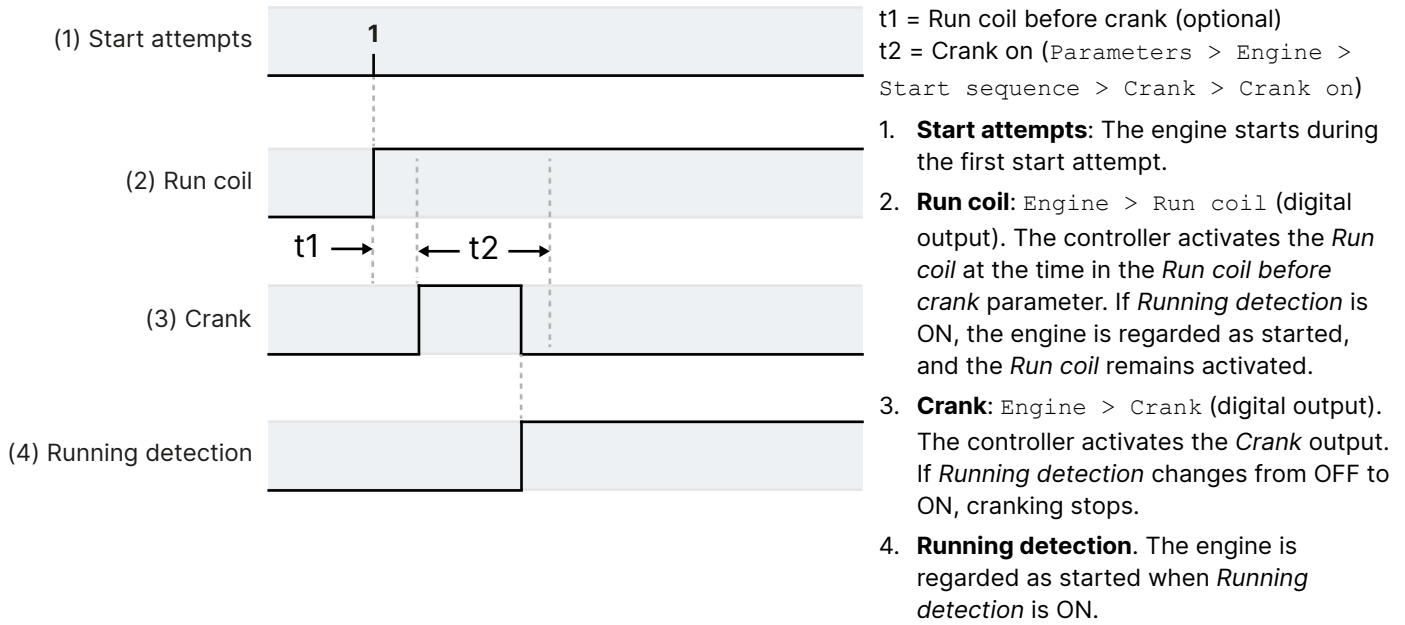 (1) Start attempts
1
(2) Run coil
t1
t2
(3) Crank
(4) Running detection
t1 = Run coil before crank (optional)
t2 = Crank on (Parameters > Engine >
Start sequence > Crank > Crank on)
1. Start attempts: The engine starts during
the first start attempt.
2. Run coil: Engine > Run coil (digital
output). The controller activates the Run
coil at the time in the Run coil before
crank parameter. If Running detection is
ON, the engine is regarded as started,
and the Run coil remains activated.
3. Crank: Engine > Crank (digital output).
The controller activates the Crank output.
If Running detection changes from OFF to
ON, cranking stops.
4. Running detection. The engine is
regarded as started when Running
detection is ON.